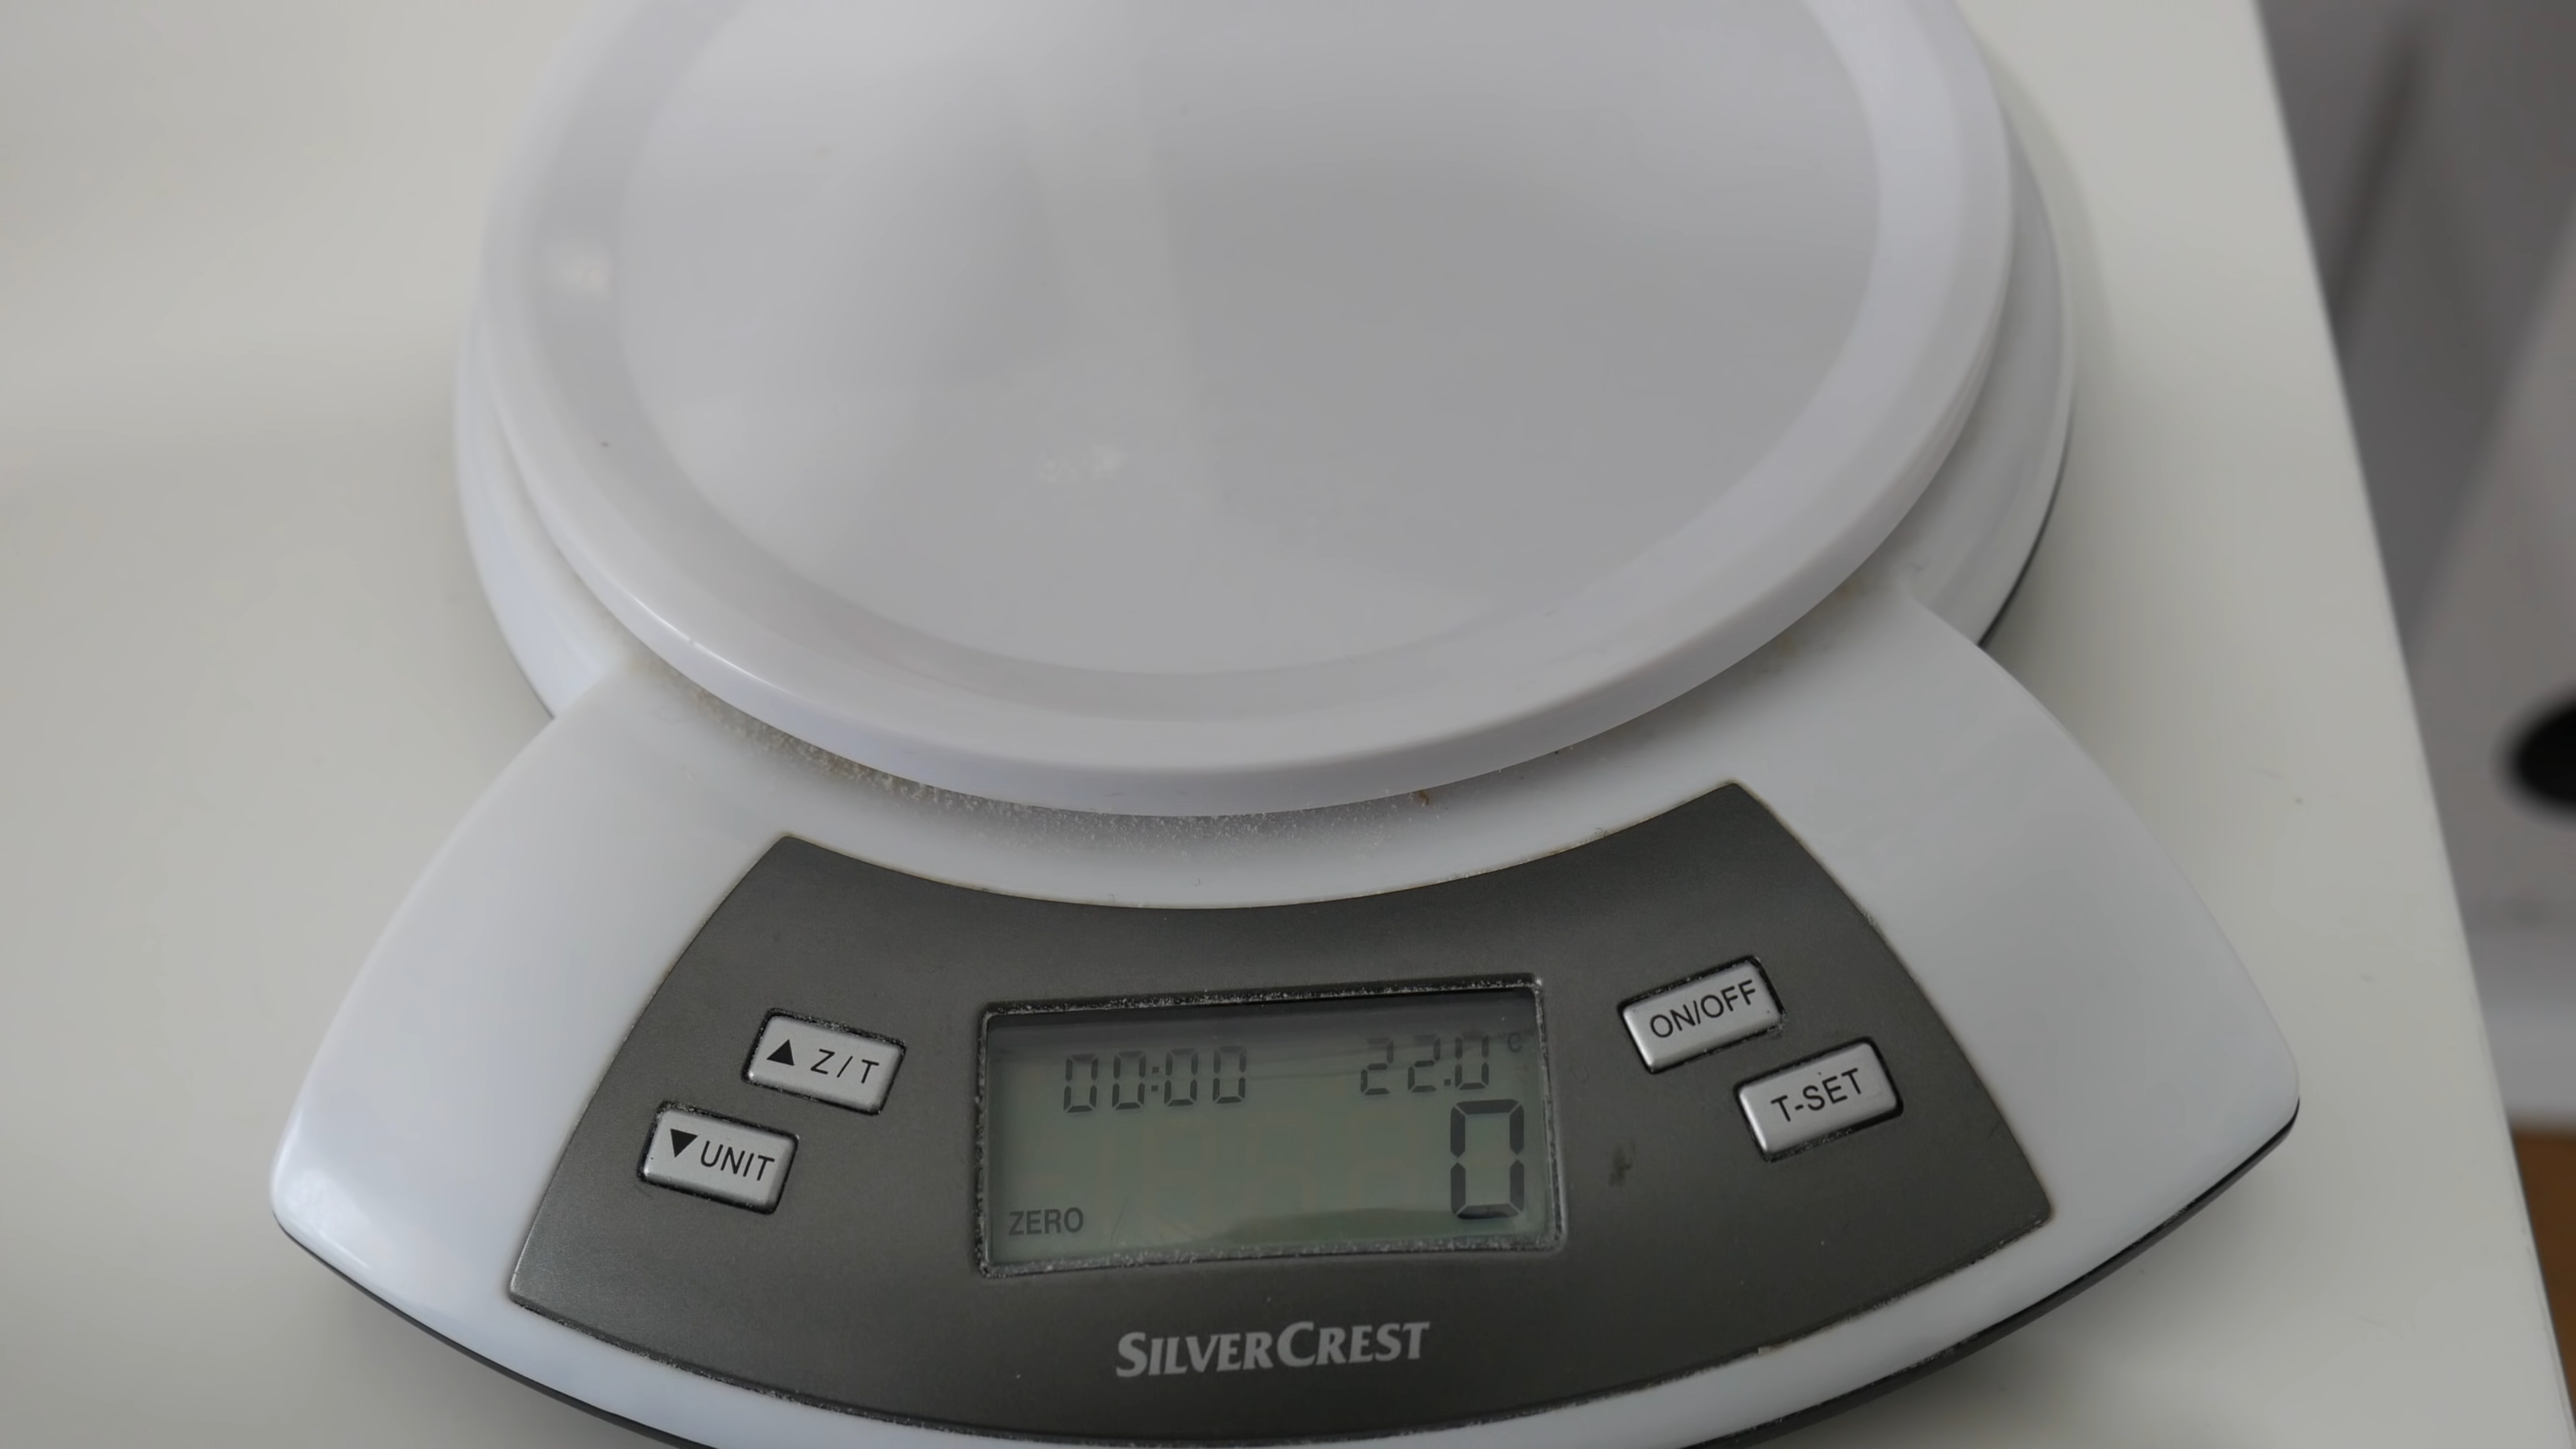 ▲ Z/T
▼ UNIT
00:00 22.0 °C
0
ZERO
ON/OFF
T-SET
SILVERCREST